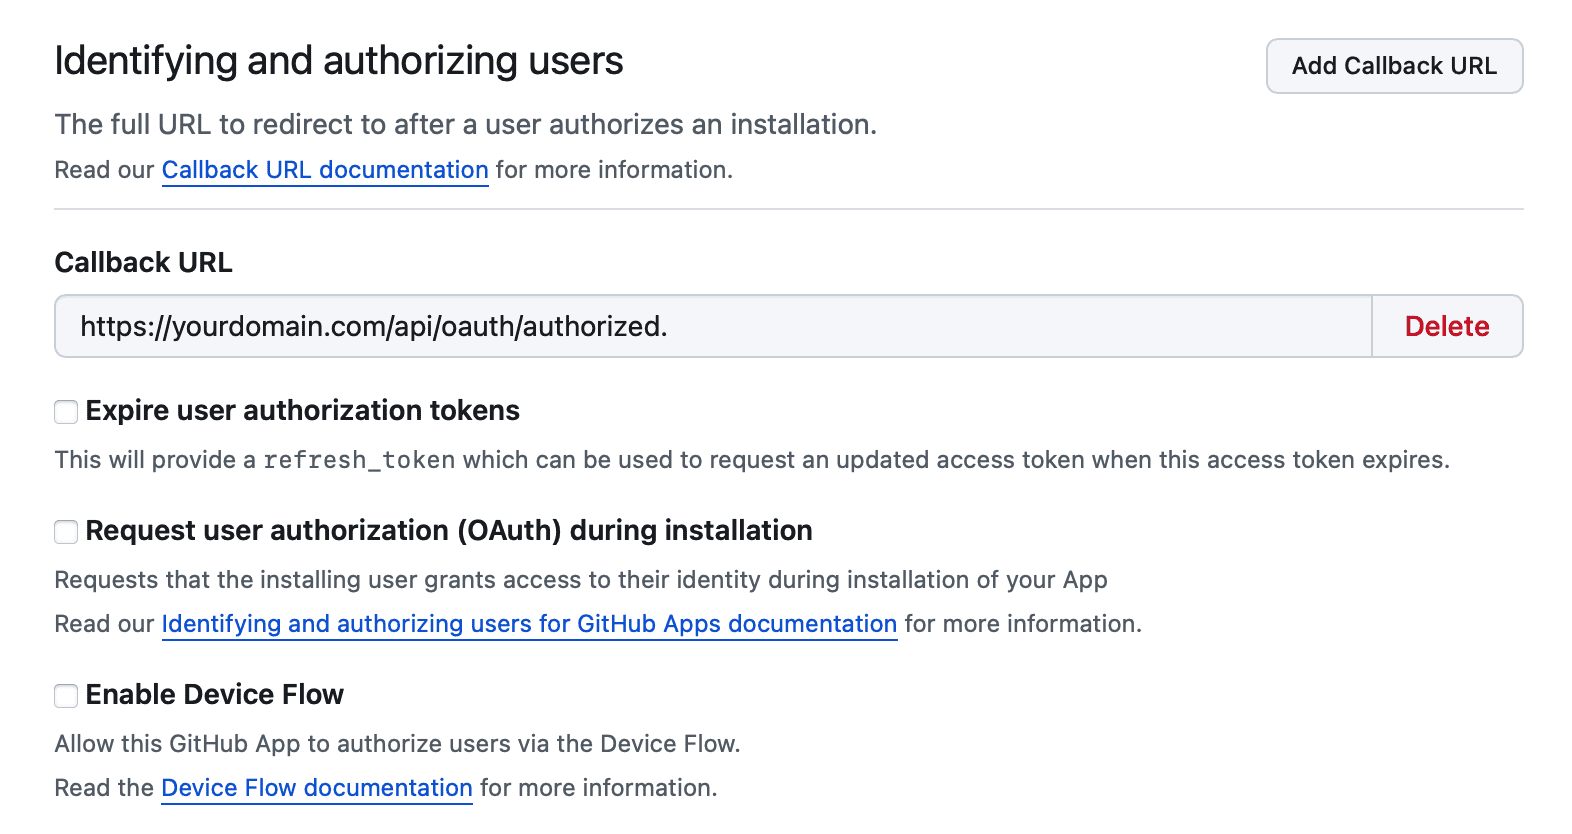 Identifying and authorizing users
Add Callback URL
The full URL to redirect to after a user authorizes an installation.
Read our Callback URL documentation for more information.
Callback URL
https://yourdomain.com/api/oauth/authorized.
Delete
Expire user authorization tokens
This will provide a refresh_token which can be used to request an updated access token when this access token expires.
Request user authorization (OAuth) during installation
Requests that the installing user grants access to their identity during installation of your App
Read our Identifying and authorizing users for GitHub Apps documentation for more information.
Enable Device Flow
Allow this GitHub App to authorize users via the Device Flow.
Read the Device Flow documentation for more information.